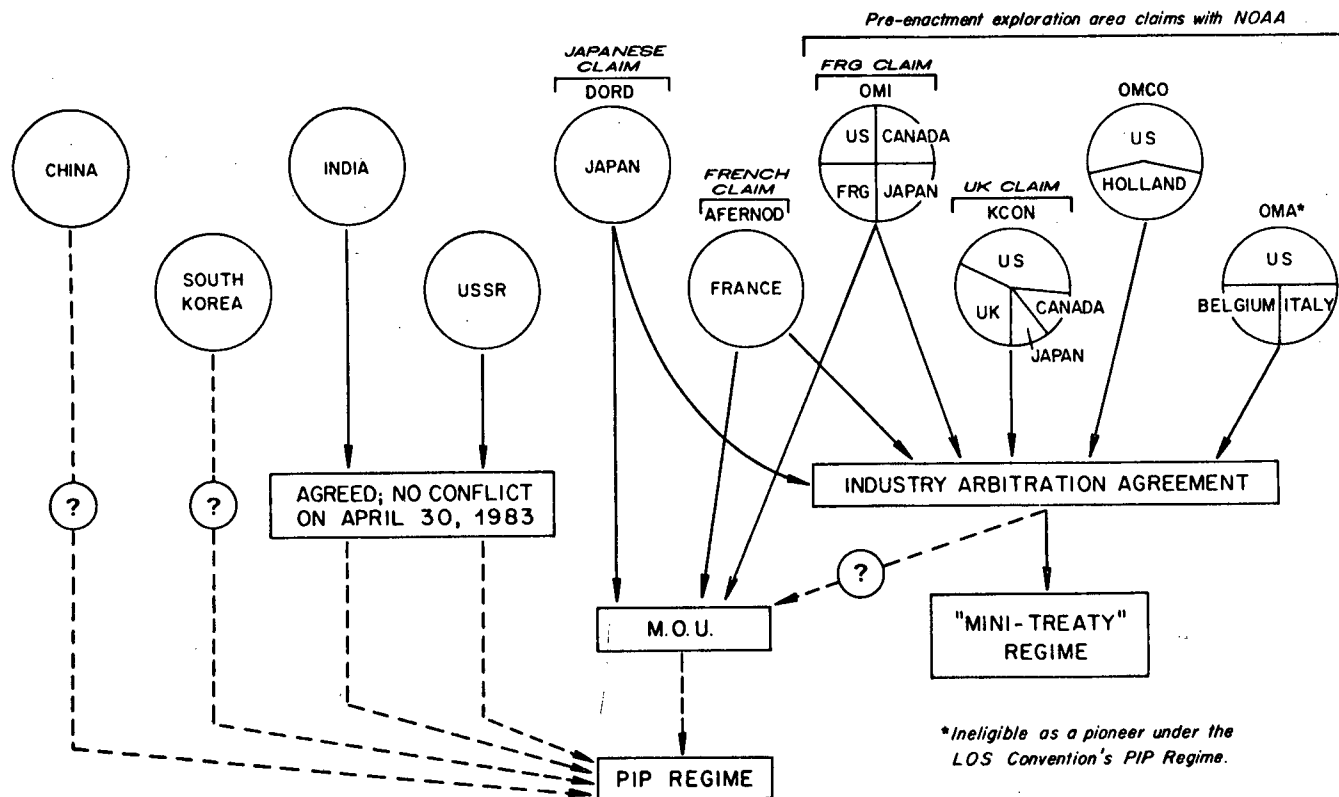 Pre-enactment exploration area claims with NOAA
JAPANESE
CLAIM
DORD
JAPAN
FRG CLAIM
OMI
US
CANADA
FRG
JAPAN
OMCO
US
HOLLAND
CHINA
INDIA
FRENCH
CLAIM
AFERNOD
FRANCE
UK CLAIM
KCON
US
UK
CANADA
JAPAN
OMA*
US
BELGIUM
ITALY
SOUTH
KOREA
USSR
?
?
AGREED; NO CONFLICT
ON APRIL 30, 1983
INDUSTRY ARBITRATION AGREEMENT
?
M.O.U.
"MINI-TREATY"
REGIME
PIP REGIME
*Ineligible as a pioneer under the
LOS Convention's PIP Regime.